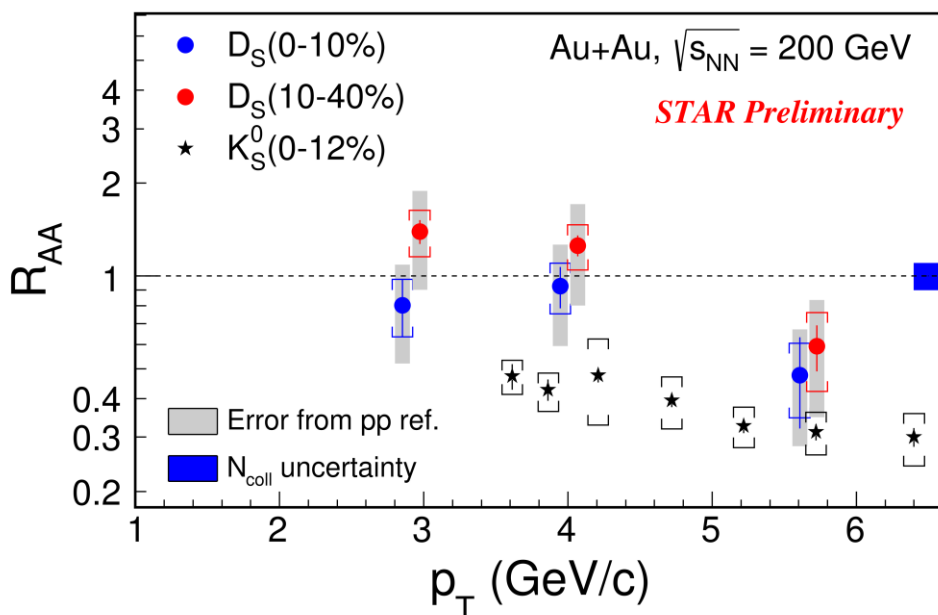 D_S(0-10%)
D_S(10-40%)
K_S^0(0-12%)
Au+Au, √s_NN = 200 GeV
STAR Preliminary
R_AA
4
3
2
1
0.4
0.3
0.2
Error from pp ref.
N_coll uncertainty
1 2 3 4 5 6
p_T (GeV/c)